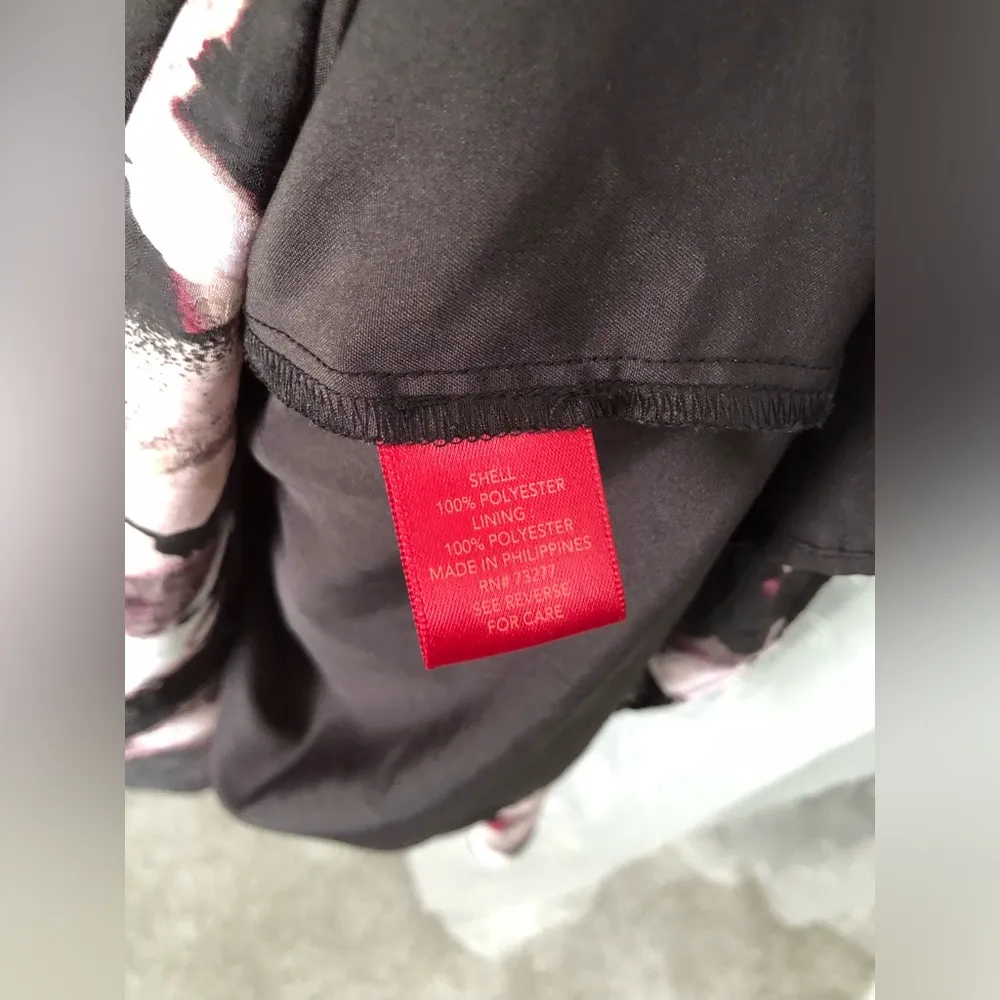 SHELL
100% POLYESTER
LINING
100% POLYESTER
MADE IN PHILIPPINES
RN# 73277
SEE REVERSE
FOR CARE